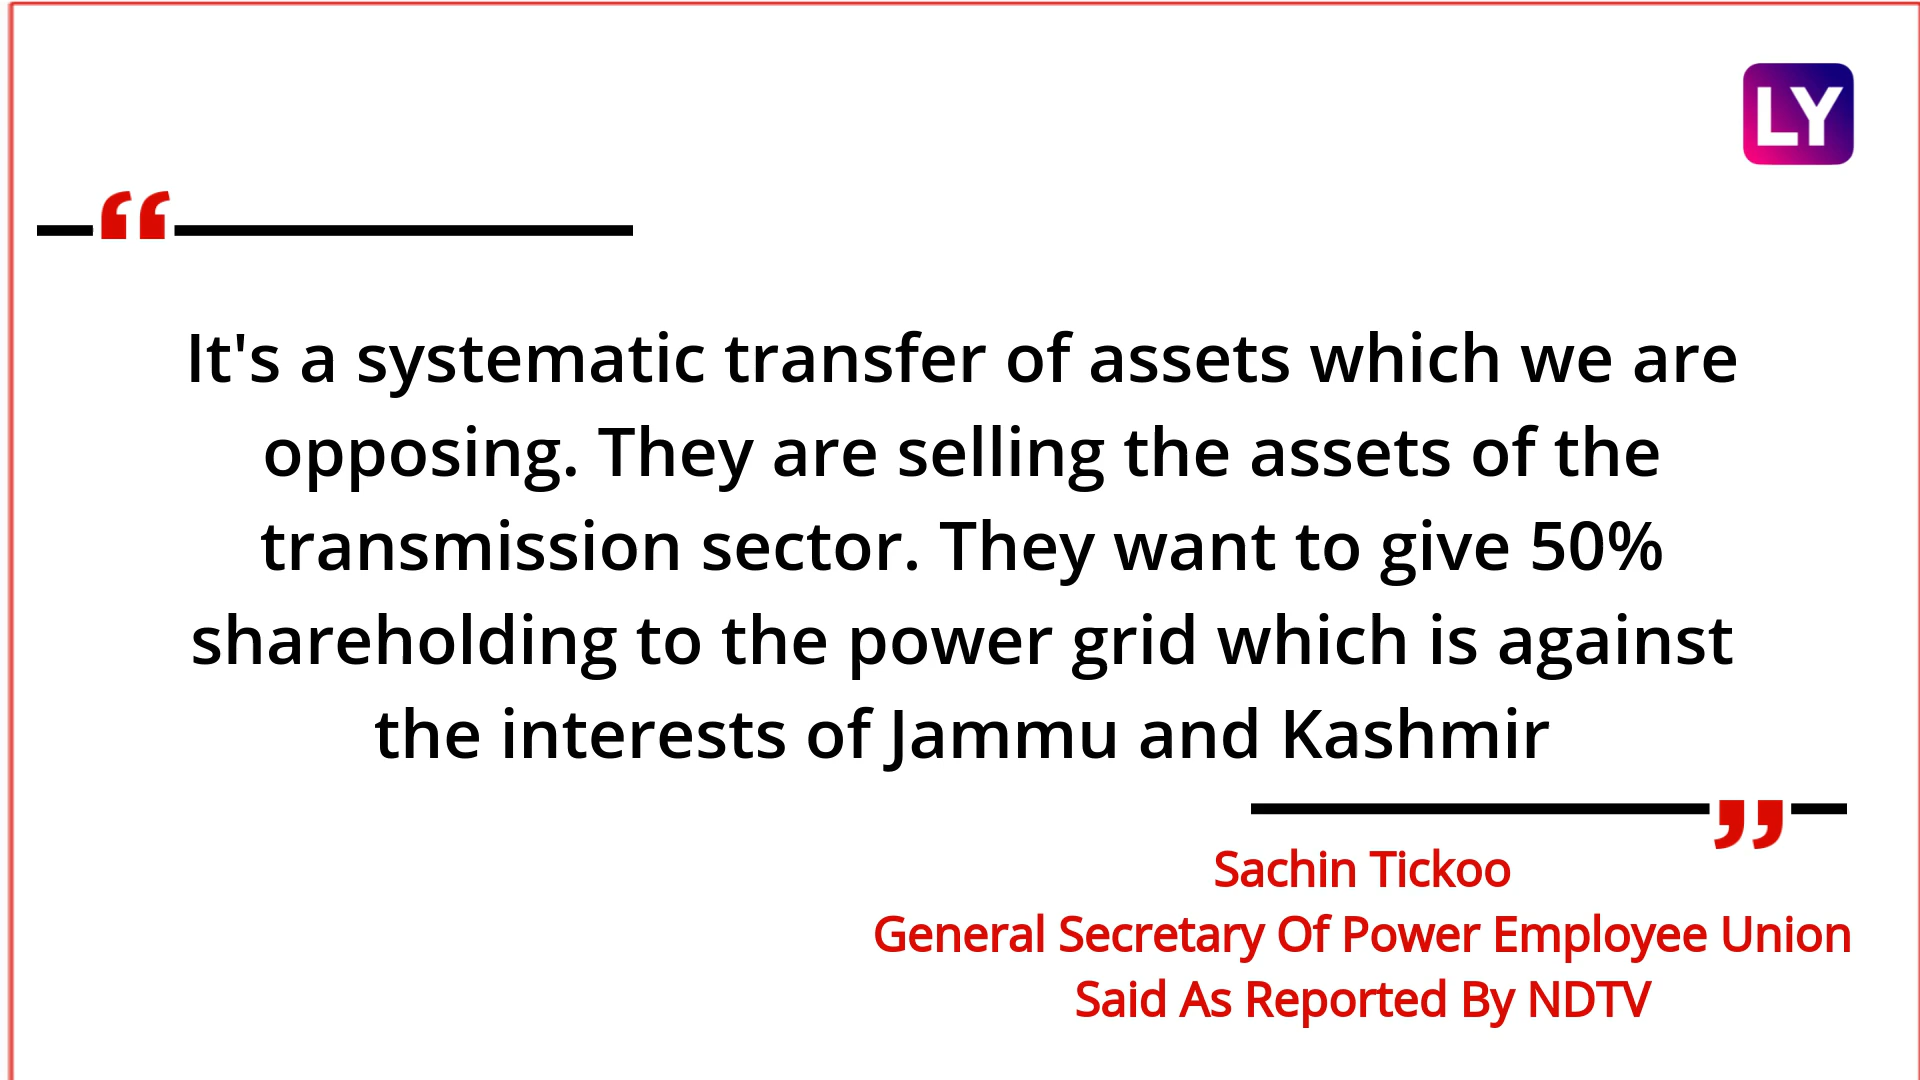 LY
“
It's a systematic transfer of assets which we are
opposing. They are selling the assets of the
transmission sector. They want to give 50%
shareholding to the power grid which is against
the interests of Jammu and Kashmir
”
Sachin Tickoo
General Secretary Of Power Employee Union
Said As Reported By NDTV